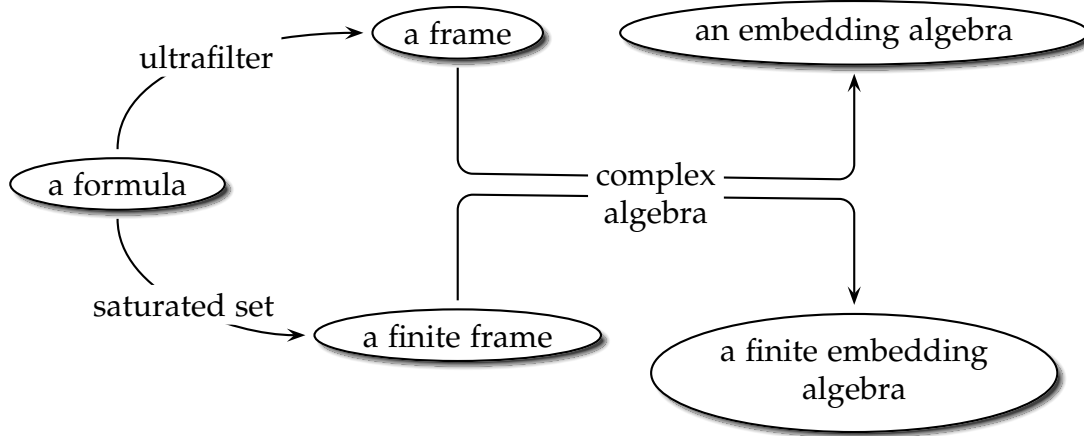 a frame
an embedding algebra
ultrafilter
a formula
complex
algebra
saturated set
a finite frame
a finite embedding
algebra